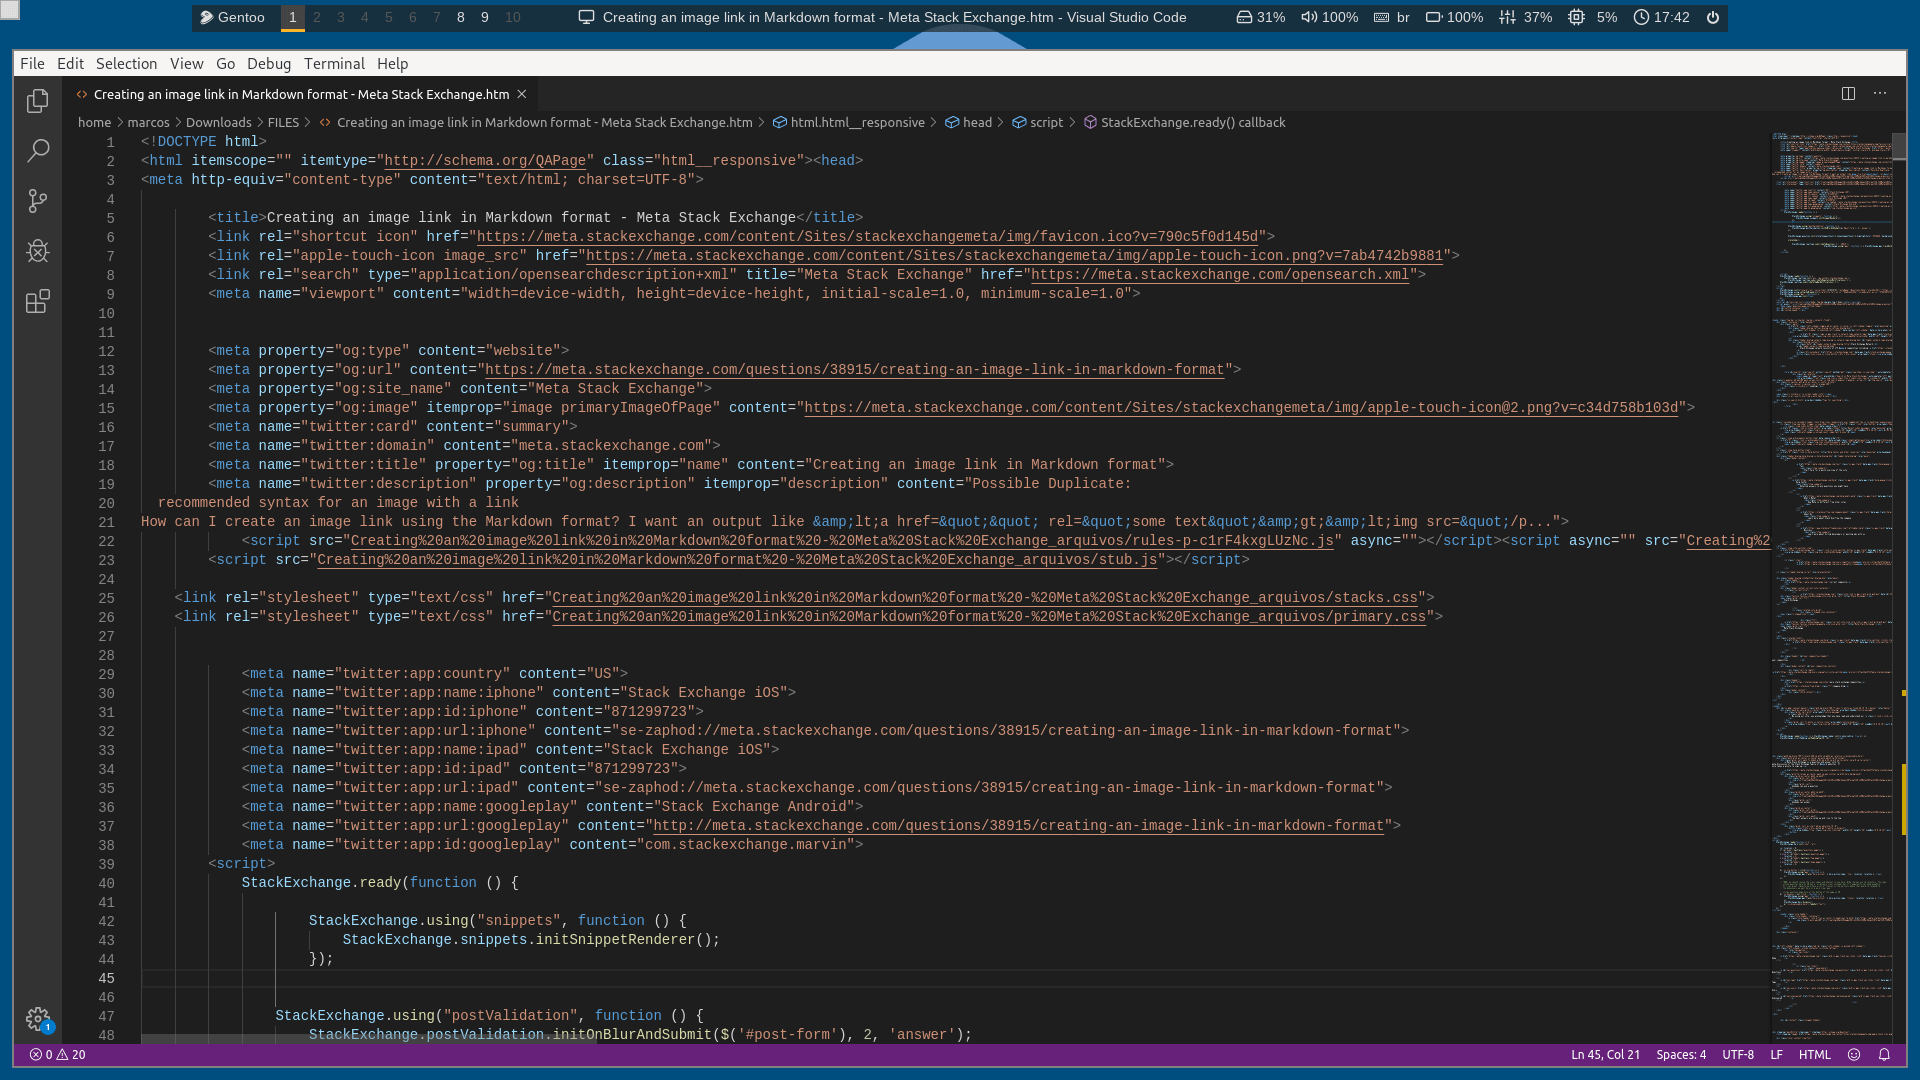 Gentoo 1 2 3 4 5 6 7 8 9 10 Creating an image link in Markdown format - Meta Stack Exchange.htm - Visual Studio Code 31% 100% br 100% 37% 5% 17:42
File Edit Selection View Go Debug Terminal Help
Creating an image link in Markdown format - Meta Stack Exchange.htm
home > marcos > Downloads > FILES > Creating an image link in Markdown format - Meta Stack Exchange.htm > html.html__responsive > head > script > StackExchange.ready() callback
1 <!DOCTYPE html>
2 <html itemscope="" itemtype="http://schema.org/QAPage" class="html__responsive"><head>
3 <meta http-equiv="content-type" content="text/html; charset=UTF-8">
4
5 <title>Creating an image link in Markdown format - Meta Stack Exchange</title>
6 <link rel="shortcut icon" href="https://meta.stackexchange.com/content/Sites/stackexchangemeta/img/favicon.ico?v=790c5f0d145d">
7 <link rel="apple-touch-icon image_src" href="https://meta.stackexchange.com/content/Sites/stackexchangemeta/img/apple-touch-icon.png?v=7ab4742b9881">
8 <link rel="search" type="application/opensearchdescription+xml" title="Meta Stack Exchange" href="https://meta.stackexchange.com/opensearch.xml">
9 <meta name="viewport" content="width=device-width, height=device-height, initial-scale=1.0, minimum-scale=1.0">
10
11
12 <meta property="og:type" content="website">
13 <meta property="og:url" content="https://meta.stackexchange.com/questions/38915/creating-an-image-link-in-markdown-format">
14 <meta property="og:site_name" content="Meta Stack Exchange">
15 <meta property="og:image" itemprop="image primaryImageOfPage" content="https://meta.stackexchange.com/content/Sites/stackexchangemeta/img/apple-touch-icon@2.png?v=c34d758b103d">
16 <meta name="twitter:card" content="summary">
17 <meta name="twitter:domain" content="meta.stackexchange.com">
18 <meta name="twitter:title" property="og:title" itemprop="name" content="Creating an image link in Markdown format">
19 <meta name="twitter:description" property="og:description" itemprop="description" content="Possible Duplicate:
20 recommended syntax for an image with a link
21 How can I create an image link using the Markdown format? I want an output like &amp;lt;a href=&quot;&quot; rel=&quot;some text&quot;&amp;gt;&amp;lt;img src=&quot;/p...">
22 <script src="Creating%20an%20image%20link%20in%20Markdown%20format%20-%20Meta%20Stack%20Exchange_arquivos/rules-p-c1rF4kxgLUzNc.js" async=""></script><script async="" src="Creating%2
23 <script src="Creating%20an%20image%20link%20in%20Markdown%20format%20-%20Meta%20Stack%20Exchange_arquivos/stub.js"></script>
24
25 <link rel="stylesheet" type="text/css" href="Creating%20an%20image%20link%20in%20Markdown%20format%20-%20Meta%20Stack%20Exchange_arquivos/stacks.css">
26 <link rel="stylesheet" type="text/css" href="Creating%20an%20image%20link%20in%20Markdown%20format%20-%20Meta%20Stack%20Exchange_arquivos/primary.css">
27
28
29 <meta name="twitter:app:country" content="US">
30 <meta name="twitter:app:name:iphone" content="Stack Exchange iOS">
31 <meta name="twitter:app:id:iphone" content="871299723">
32 <meta name="twitter:app:url:iphone" content="se-zaphod://meta.stackexchange.com/questions/38915/creating-an-image-link-in-markdown-format">
33 <meta name="twitter:app:name:ipad" content="Stack Exchange iOS">
34 <meta name="twitter:app:id:ipad" content="871299723">
35 <meta name="twitter:app:url:ipad" content="se-zaphod://meta.stackexchange.com/questions/38915/creating-an-image-link-in-markdown-format">
36 <meta name="twitter:app:name:googleplay" content="Stack Exchange Android">
37 <meta name="twitter:app:url:googleplay" content="http://meta.stackexchange.com/questions/38915/creating-an-image-link-in-markdown-format">
38 <meta name="twitter:app:id:googleplay" content="com.stackexchange.marvin">
39 <script>
40 StackExchange.ready(function () {
41
42 StackExchange.using("snippets", function () {
43 StackExchange.snippets.initSnippetRenderer();
44 });
45
46
47 StackExchange.using("postValidation", function () {
48 StackExchange.postValidation.initOnBlurAndSubmit($('#post-form'), 2, 'answer');
1
0 20 Ln 45, Col 21 Spaces: 4 UTF-8 LF HTML